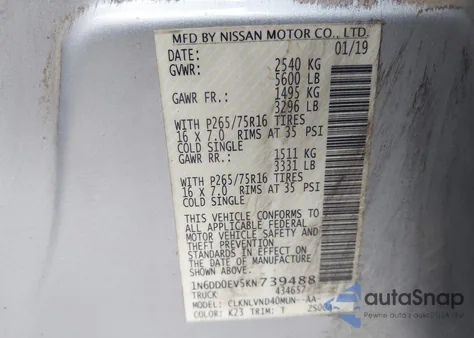 MFD BY NISSAN MOTOR CO., LTD.
DATE: 01/19
GVWR: 2540 KG
5600 LB
GAWR FR.: 1495 KG
3296 LB
WITH P265/75R16 TIRES
16 X 7.0 RIMS AT 35 PSI
COLD SINGLE
GAWR RR.: 1511 KG
3331 LB
WITH P265/75R16 TIRES
16 X 7.0 RIMS AT 35 PSI
COLD SINGLE
THIS VEHICLE CONFORMS TO
ALL APPLICABLE FEDERAL
MOTOR VEHICLE SAFETY AND
THEFT PREVENTION
STANDARDS IN EFFECT ON
THE DATE OF MANUFACTURE
1N6DD0EV5KN739488
TRUCK 434657
MODEL: CLKNLVND40MUN--AA
COLOR: K23 TRIM:
autaSnap
Pewne auta z